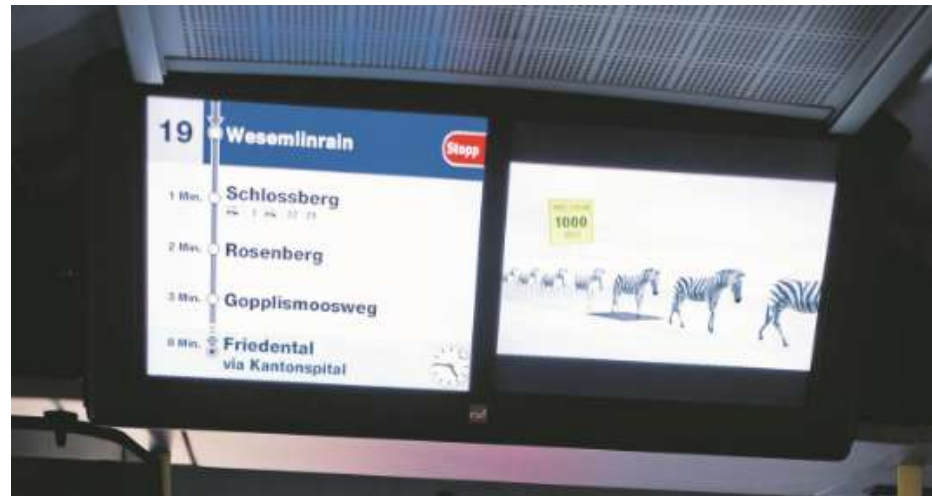 19 Wesemlinrain Stopp
1 Min. Schlossberg
2 Min. Rosenberg
3 Min. Gopplismoosweg
8 Min. Friedental
via Kantonspital
1000